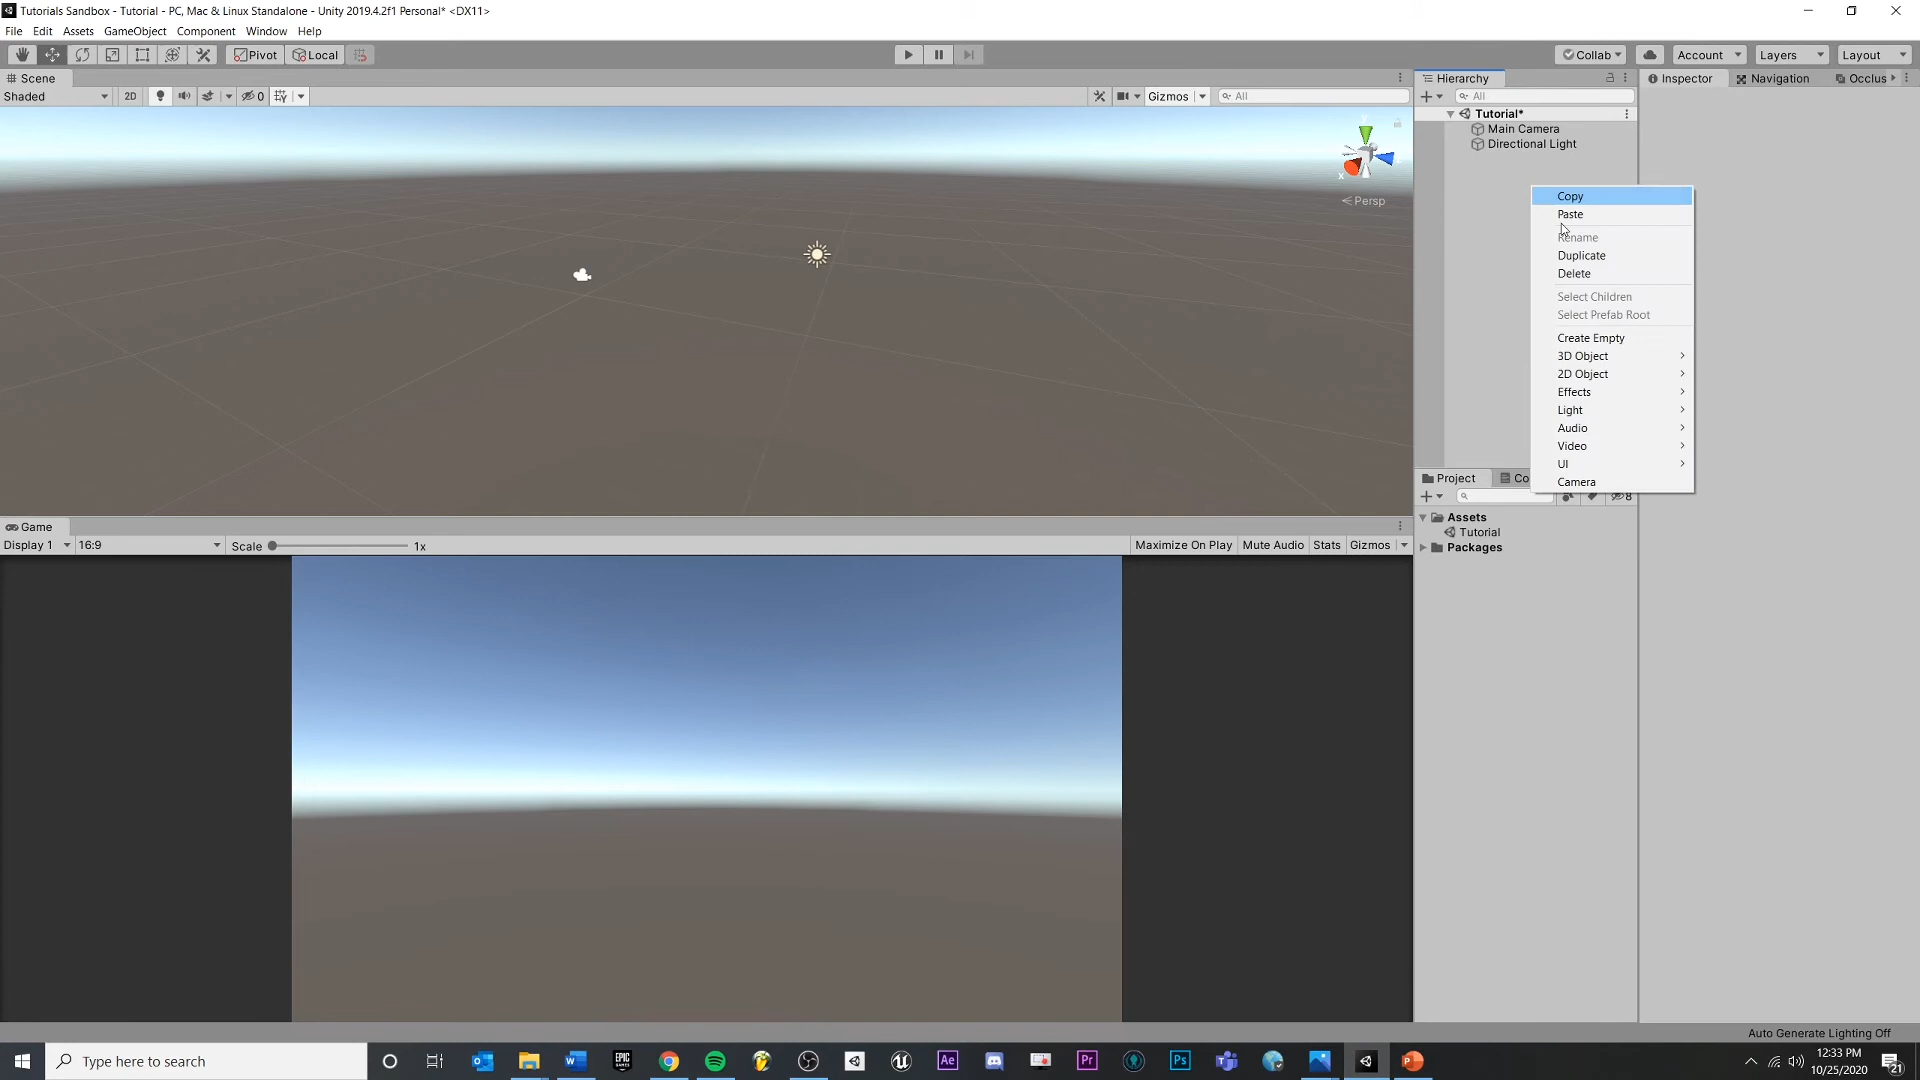 Tutorials Sandbox - Tutorial - PC, Mac & Linux Standalone - Unity 2019.4.2f1 Personal* <DX11>
File Edit Assets GameObject Component Window Help
Pivot Local Collab Account Layers Layout
Scene
Shaded 2D 0 Gizmos All
Hierarchy
All
Tutorial*
Main Camera
Directional Light
Inspector Navigation Occlus
y
x
Persp
Copy
Paste
Rename
Duplicate
Delete
Select Children
Select Prefab Root
Create Empty
3D Object
2D Object
Effects
Light
Audio
Video
UI
Camera
Project Co
8
Assets
Tutorial
Packages
Game
Display 1 16:9 Scale 1x Maximize On Play Mute Audio Stats Gizmos
Auto Generate Lighting Off
Type here to search
EPIC GAMES
Ae
Pr
Ps
12:33 PM
10/25/2020
21